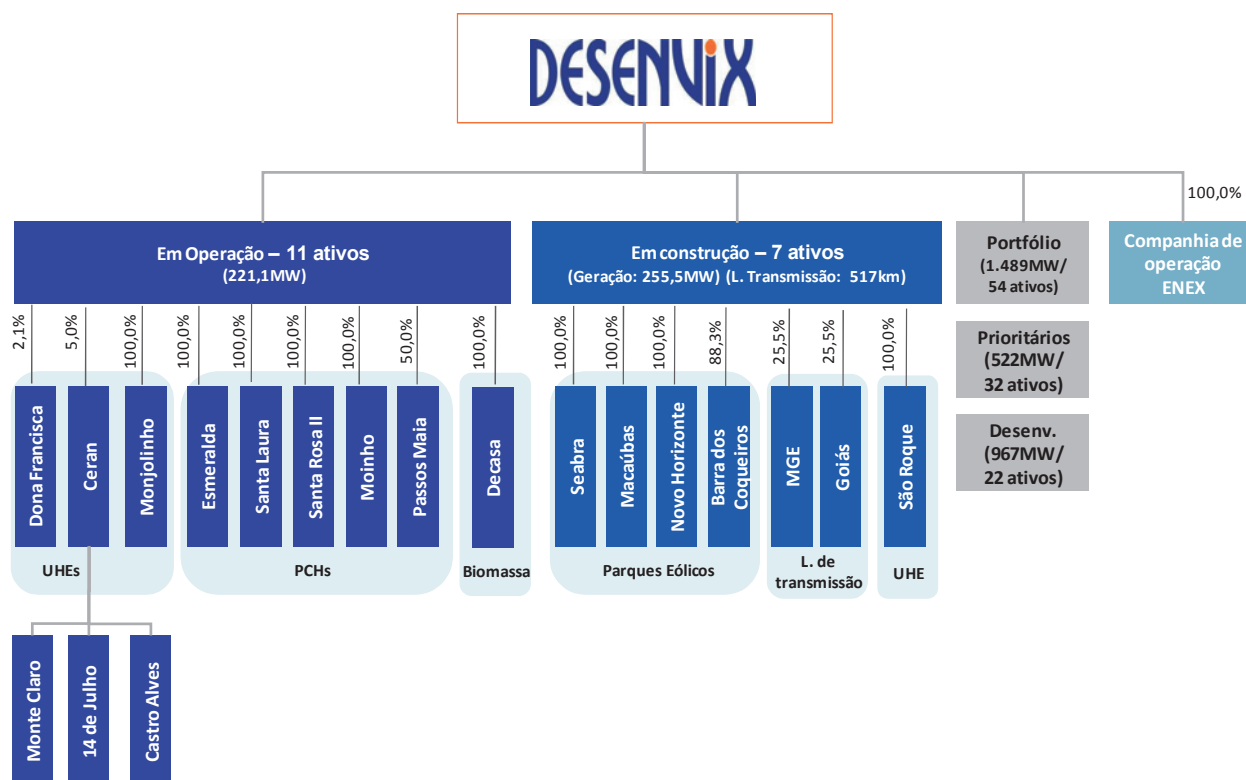 DESENVIX
100,0%
Em Operação – 11 ativos
(221,1MW)
Em construção – 7 ativos
(Geração: 255,5MW) (L. Transmissão: 517km)
Portfólio
(1.489MW/
54 ativos)
Companhia de
operação
ENEX
Prioritários
(522MW/
32 ativos)
Desenv.
(967MW/
22 ativos)
2,1%
5,0%
100,0%
100,0%
100,0%
100,0%
100,0%
50,0%
100,0%
100,0%
100,0%
100,0%
88,3%
25,5%
25,5%
100,0%
Dona Francisca
Ceran
Monjolinho
Esmeralda
Santa Laura
Santa Rosa II
Moinho
Passos Maia
Decasa
Seabra
Macaúbas
Novo Horizonte
Barra dos
Coqueiros
MGE
Goiás
São Roque
UHEs
PCHs
Biomassa
Parques Eólicos
L. de
transmissão
UHE
Monte Claro
14 de Julho
Castro Alves